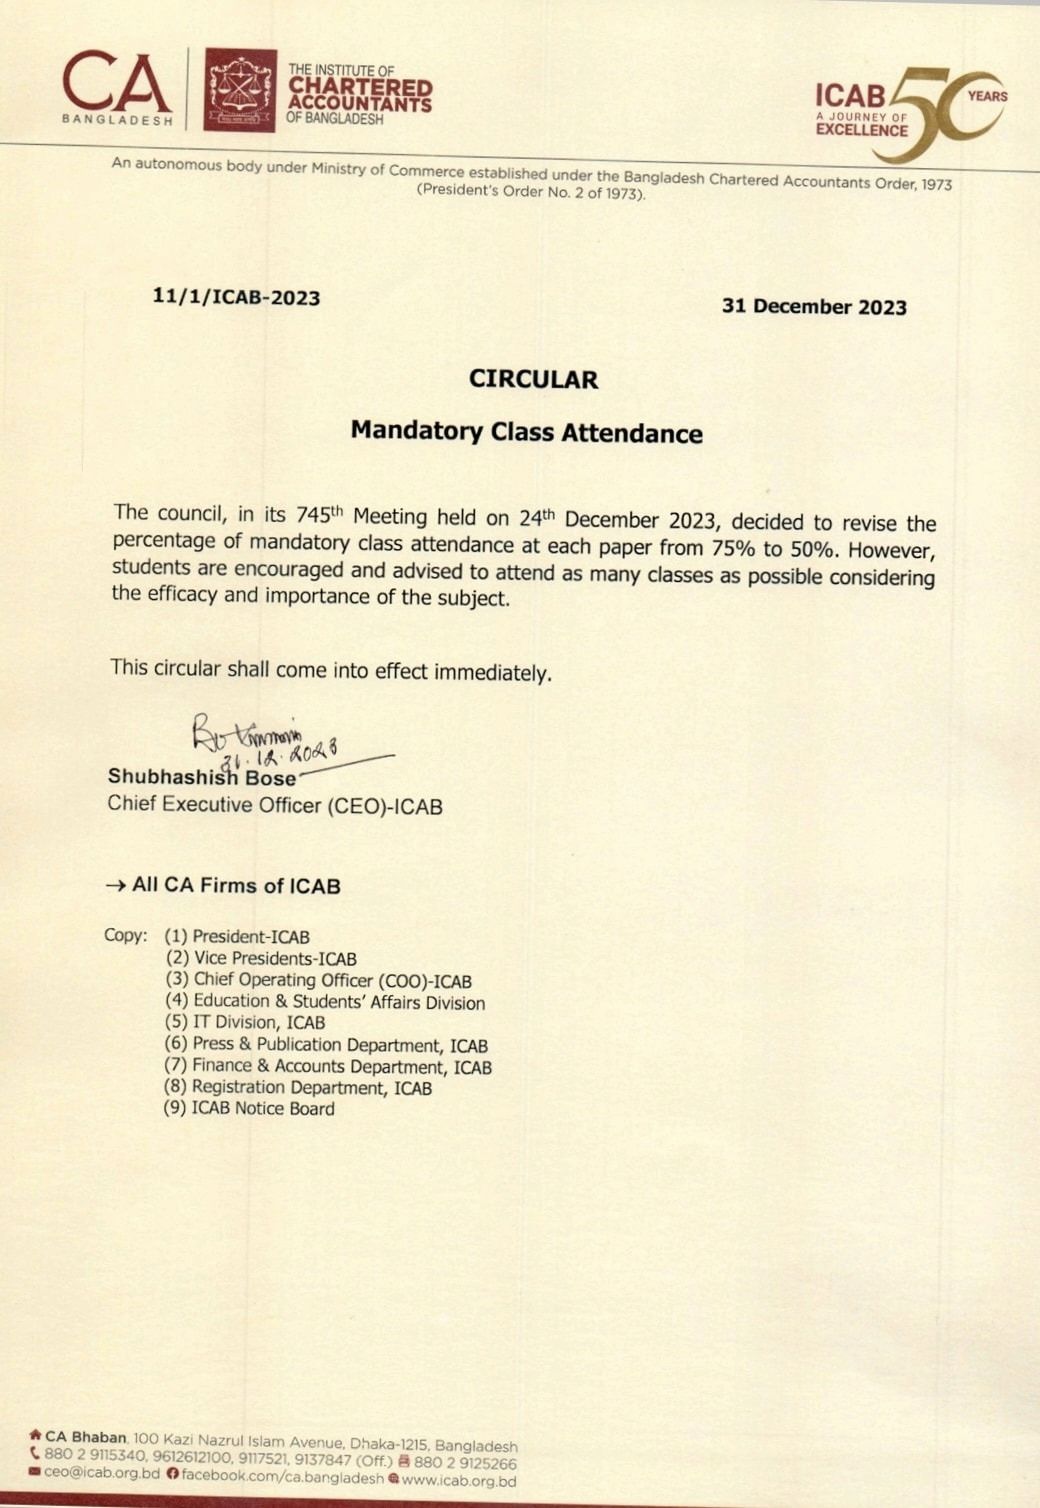 CA
BANGLADESH
THE INSTITUTE OF
CHARTERED
ACCOUNTANTS
OF BANGLADESH
ICAB 50 YEARS
A JOURNEY OF
EXCELLENCE
An autonomous body under Ministry of Commerce established under the Bangladesh Chartered Accountants Order, 1973
(President's Order No. 2 of 1973).
11/1/ICAB-2023
31 December 2023
CIRCULAR
Mandatory Class Attendance
The council, in its 745th Meeting held on 24th December 2023, decided to revise the
percentage of mandatory class attendance at each paper from 75% to 50%. However,
students are encouraged and advised to attend as many classes as possible considering
the efficacy and importance of the subject.
This circular shall come into effect immediately.
31.12.2023
Shubhashish Bose
Chief Executive Officer (CEO)-ICAB
→ All CA Firms of ICAB
Copy: (1) President-ICAB
(2) Vice Presidents-ICAB
(3) Chief Operating Officer (COO)-ICAB
(4) Education & Students' Affairs Division
(5) IT Division, ICAB
(6) Press & Publication Department, ICAB
(7) Finance & Accounts Department, ICAB
(8) Registration Department, ICAB
(9) ICAB Notice Board
CA Bhaban, 100 Kazi Nazrul Islam Avenue, Dhaka-1215, Bangladesh
880 2 9115340, 9612612100, 9117521, 9137847 (Off.) 880 2 9125266
ceo@icab.org.bd facebook.com/ca.bangladesh www.icab.org.bd